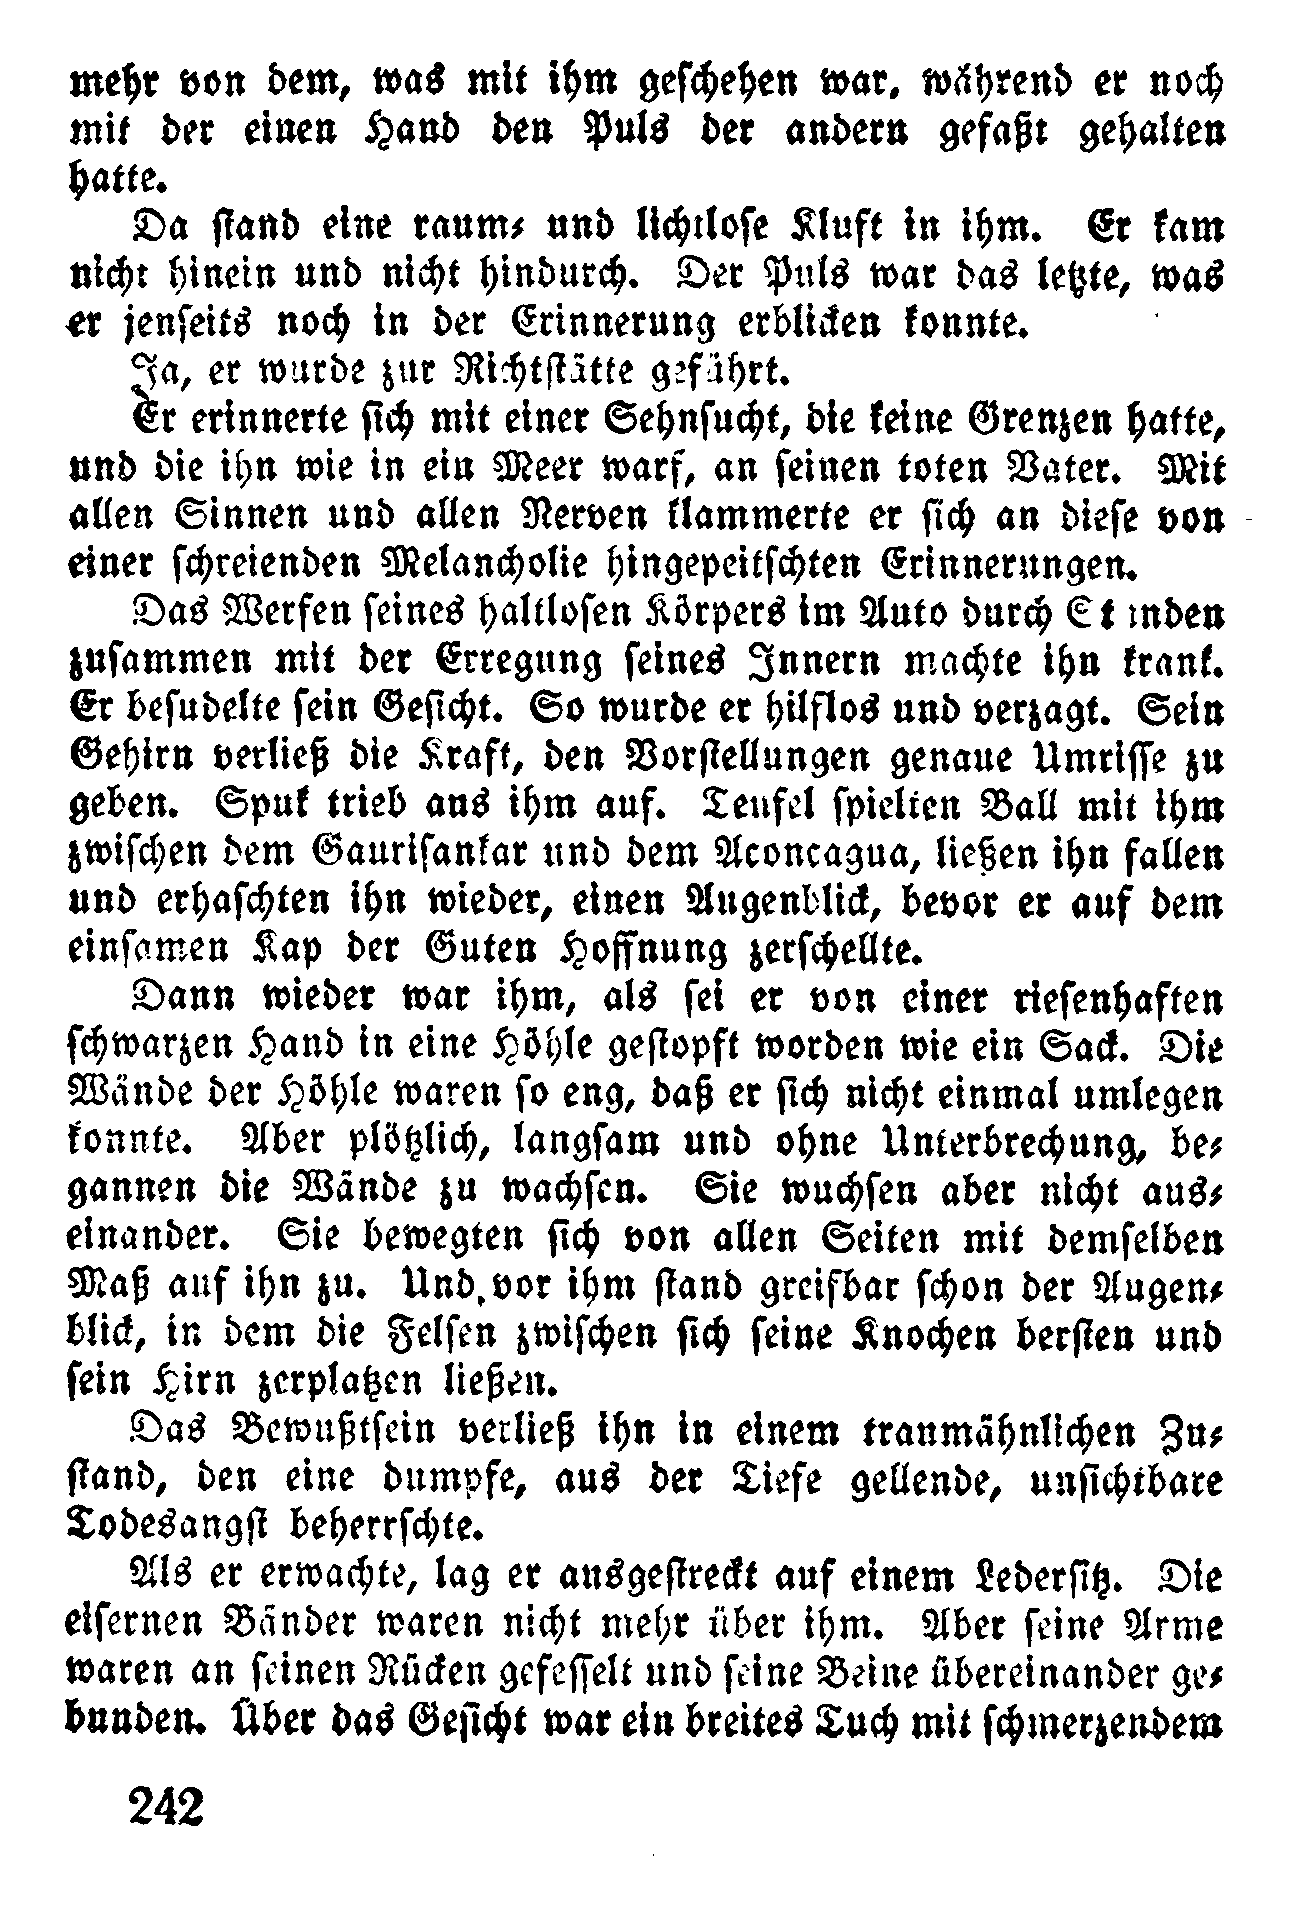 mehr von dem, was mit ihm geschehen war, während er noch
mit der einen Hand den Puls der andern gefaßt gehalten
hatte.
Da stand eine raum- und lichtlose Kluft in ihm. Er kam
nicht hinein und nicht hindurch. Der Puls war das letzte, was
er jenseits noch in der Erinnerung erblicken konnte.
Ja, er wurde zur Richtstätte geführt.
Er erinnerte sich mit einer Sehnsucht, die keine Grenzen hatte,
und die ihn wie in ein Meer warf, an seinen toten Vater. Mit
allen Sinnen und allen Nerven klammerte er sich an diese von
einer schreienden Melancholie hingepeitschten Erinnerungen.
Das Werfen seines haltlosen Körpers im Auto durch Stunden
zusammen mit der Erregung seines Innern machte ihn krank.
Er besudelte sein Gesicht. So wurde er hilflos und verzagt. Sein
Gehirn verließ die Kraft, den Vorstellungen genaue Umrisse zu
geben. Spuk trieb aus ihm auf. Teufel spielten Ball mit ihm
zwischen dem Gaurisankar und dem Aconcagua, ließen ihn fallen
und erhaschten ihn wieder, einen Augenblick, bevor er auf dem
einsamen Kap der Guten Hoffnung zerschellte.
Dann wieder war ihm, als sei er von einer riesenhaften
schwarzen Hand in eine Höhle gestopft worden wie ein Sack. Die
Wände der Höhle waren so eng, daß er sich nicht einmal umlegen
konnte. Aber plötzlich, langsam und ohne Unterbrechung, be-
gannen die Wände zu wachsen. Sie wuchsen aber nicht aus-
einander. Sie bewegten sich von allen Seiten mit demselben
Maß auf ihn zu. Und vor ihm stand greifbar schon der Augen-
blick, in dem die Felsen zwischen sich seine Knochen bersten und
sein Hirn zerplatzen ließen.
Das Bewußtsein verließ ihn in einem traumähnlichen Zu-
stand, den eine dumpfe, aus der Tiefe gellende, unsichtbare
Todesangst beherrschte.
Als er erwachte, lag er ausgestreckt auf einem Ledersitz. Die
eisernen Bänder waren nicht mehr über ihm. Aber seine Arme
waren an seinen Rücken gefesselt und seine Beine übereinander ge-
bunden. Über das Gesicht war ein breites Tuch mit schmerzendem
242